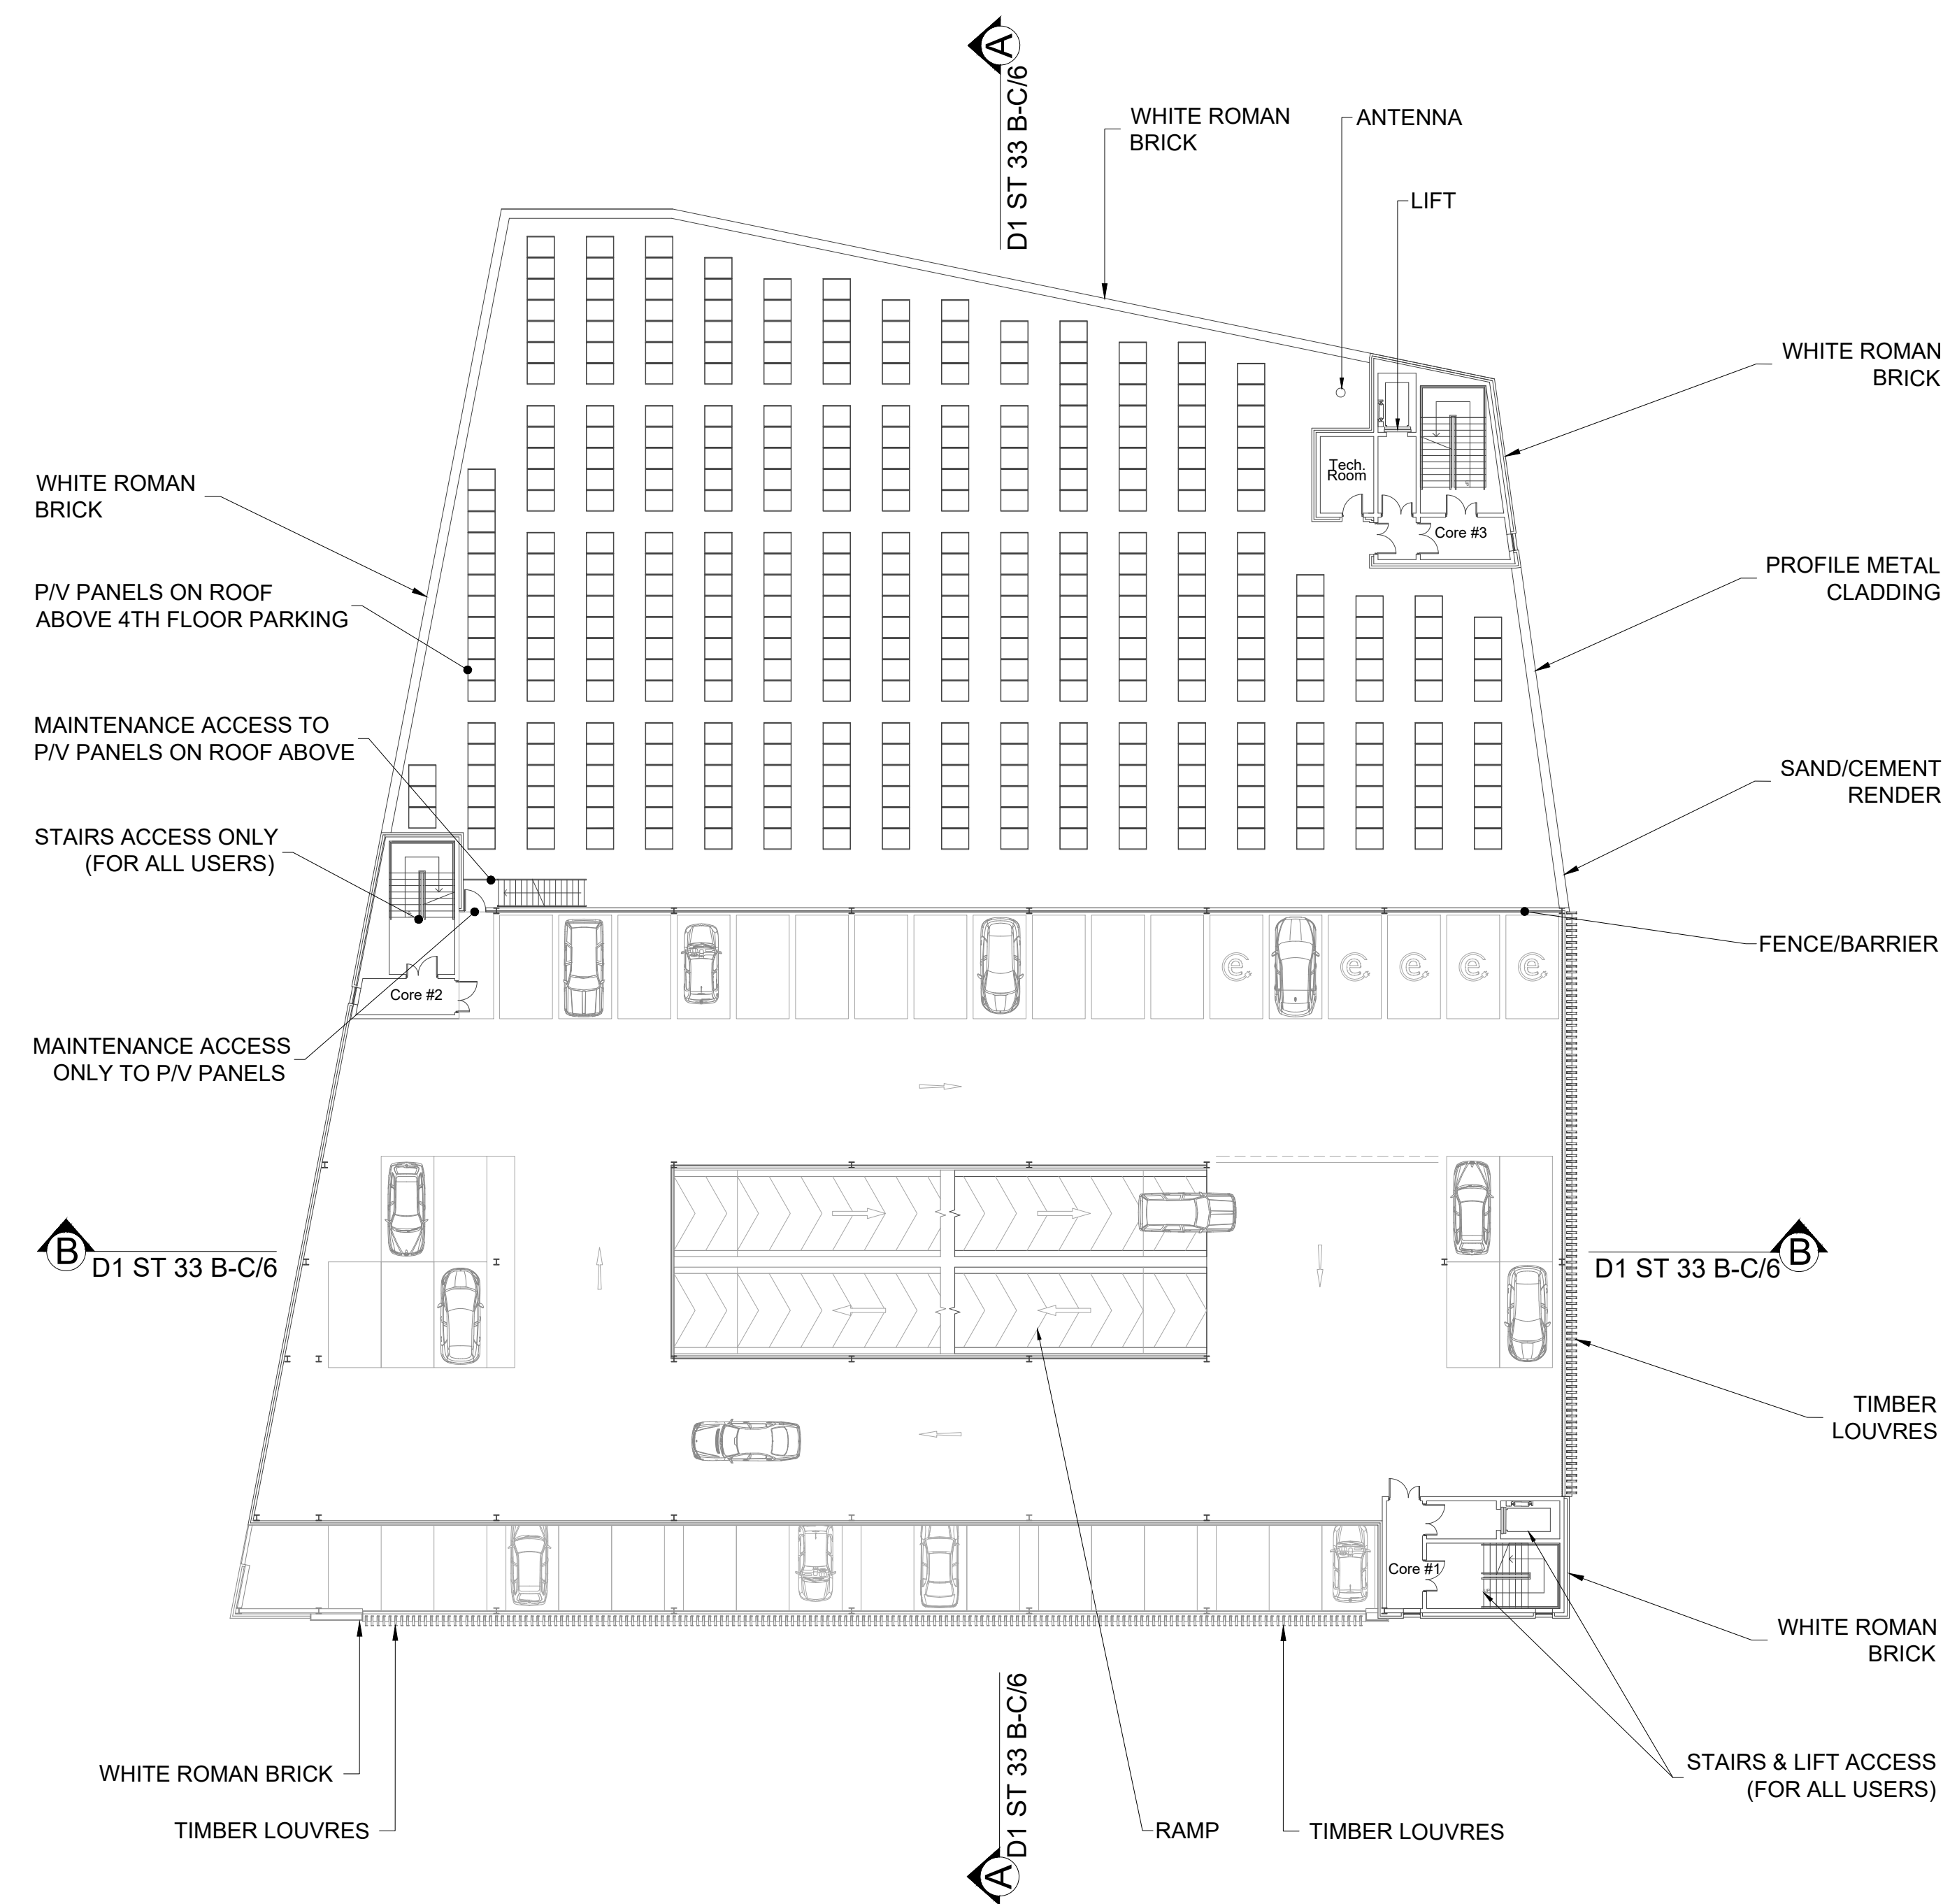 A
D1 ST 33 B-C/6
WHITE ROMAN
BRICK
ANTENNA
LIFT
WHITE ROMAN
BRICK
WHITE ROMAN
BRICK
Tech.
Room
Core #3
PROFILE METAL
CLADDING
P/V PANELS ON ROOF
ABOVE 4TH FLOOR PARKING
MAINTENANCE ACCESS TO
P/V PANELS ON ROOF ABOVE
SAND/CEMENT
RENDER
STAIRS ACCESS ONLY
(FOR ALL USERS)
FENCE/BARRIER
e
e
e
e
e
Core #2
MAINTENANCE ACCESS
ONLY TO P/V PANELS
B
D1 ST 33 B-C/6
B
D1 ST 33 B-C/6
TIMBER
LOUVRES
Core #1
WHITE ROMAN
BRICK
D1 ST 33 B-C/6
A
WHITE ROMAN BRICK
TIMBER LOUVRES
RAMP
TIMBER LOUVRES
STAIRS & LIFT ACCESS
(FOR ALL USERS)